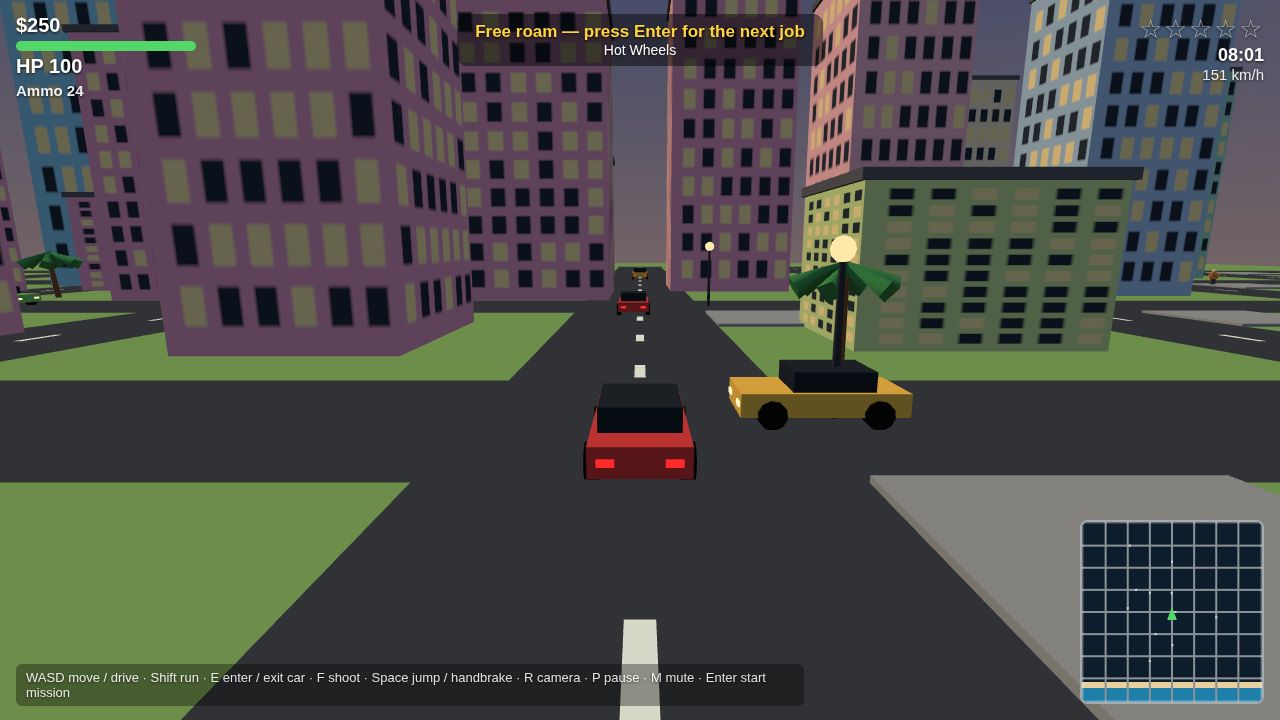 $250
HP 100
Ammo 24
Free roam — press Enter for the next job
Hot Wheels
08:01
151 km/h
WASD move / drive · Shift run · E enter / exit car · F shoot · Space jump / handbrake · R camera · P pause · M mute · Enter start
mission